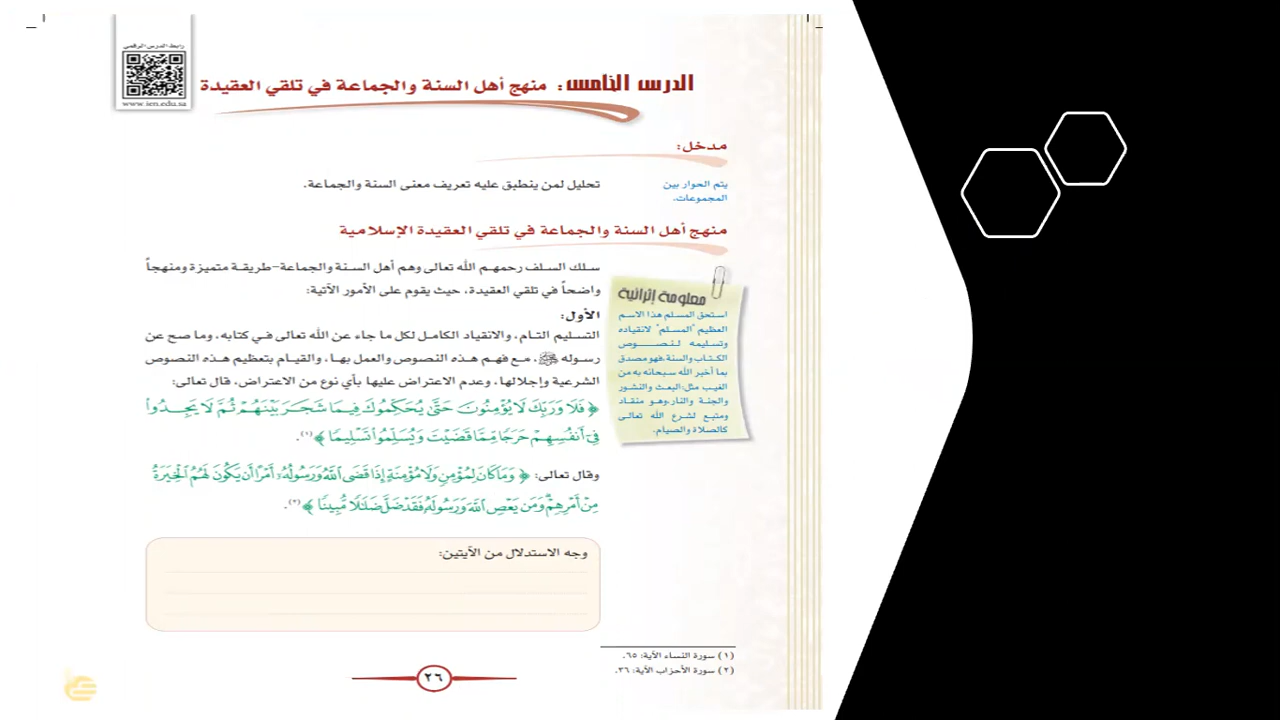 رابط الدرس الرقمي
www.ien.edu.sa
الدرس الخامس: منهج أهل السنة والجماعة في تلقي العقيدة
مدخل:
يتم الحوار بين
المجموعات.
تحليل لمن ينطبق عليه تعريف معنى السنة والجماعة.
منهج أهل السنة والجماعة في تلقي العقيدة الإسلامية
سلك السلف رحمهم الله تعالى وهم أهل السنة والجماعة-طريقة متميزة ومنهجاً
واضحاً في تلقي العقيدة، حيث يقوم على الأمور الآتية:
الأول:
التسليم التام، والانقياد الكامل لكل ما جاء عن الله تعالى في كتابه، وما صح عن
رسوله ﷺ، مع فهم هذه النصوص والعمل بها، والقيام بتعظيم هذه النصوص
الشرعية وإجلالها، وعدم الاعتراض عليها بأي نوع من الاعتراض، قال تعالى:
﴿ فَلَا وَرَبِّكَ لَا يُؤْمِنُونَ حَتَّىٰ يُحَكِّمُوكَ فِيمَا شَجَرَ بَيْنَهُمْ ثُمَّ لَا يَجِدُواْ
فِىٓ أَنفُسِهِمْ حَرَجًا مِّمَّا قَضَيْتَ وَيُسَلِّمُواْ تَسْلِيمًا ﴾(١).
وقال تعالى: ﴿ وَمَا كَانَ لِمُؤْمِنٍ وَلَا مُؤْمِنَةٍ إِذَا قَضَى ٱللَّهُ وَرَسُولُهُۥٓ أَمْرًا أَن يَكُونَ لَهُمُ ٱلْخِيَرَةُ
مِنْ أَمْرِهِمْ وَمَن يَعْصِ ٱللَّهَ وَرَسُولَهُۥ فَقَدْ ضَلَّ ضَلَٰلًا مُّبِينًا ﴾(٢).
معلومة إثرائية
استحق المسلم هذا الاسم
العظيم "المسلم" لانقياده
وتسليمه لنصوص
الكتاب والسنة،فهو مصدق
بما أخبر الله سبحانه به من
الغيب مثل:البعث والنشور
والجنة والنار،وهو منقاد
ومتبع لشرع الله تعالى
كالصلاة والصيام.
وجه الاستدلال من الآيتين:
(١) سورة النساء الآية: ٦٥.
(٢) سورة الأحزاب الآية: ٣٦.
٢٦